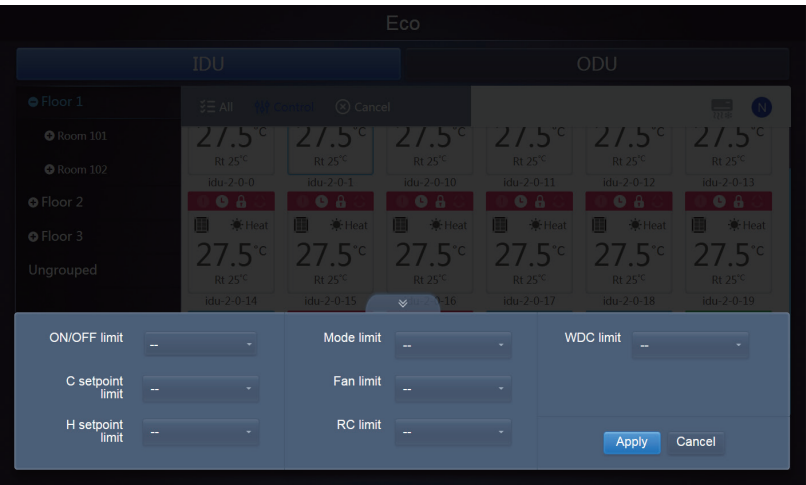 Eco
IDU ODU
Floor 1
All Control Cancel
N
Room 101
27.5°C 27.5°C 27.5°C 27.5°C 27.5°C 27.5°C
Rt 25°C Rt 25°C Rt 25°C Rt 25°C Rt 25°C Rt 25°C
Room 102
idu-2-0-0 idu-2-0-1 idu-2-0-10 idu-2-0-11 idu-2-0-12 idu-2-0-13
Floor 2
Heat Heat Heat Heat Heat Heat
Floor 3
27.5°C 27.5°C 27.5°C 27.5°C 27.5°C 27.5°C
Ungrouped
Rt 25°C Rt 25°C Rt 25°C Rt 25°C Rt 25°C Rt 25°C
idu-2-0-14 idu-2-0-15 idu-2-0-16 idu-2-0-17 idu-2-0-18 idu-2-0-19
ON/OFF limit -- Mode limit -- WDC limit --
C setpoint
limit -- Fan limit --
H setpoint
limit -- RC limit --
Apply Cancel